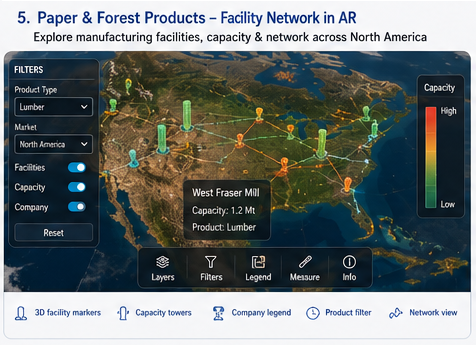 5. Paper & Forest Products – Facility Network in AR
Explore manufacturing facilities, capacity & network across North America
FILTERS
Product Type
Lumber
Market
North America
Facilities
Capacity
Company
Reset
Capacity
High
Low
West Fraser Mill
Capacity: 1.2 Mt
Product: Lumber
Layers
Filters
Legend
Measure
Info
3D facility markers
Capacity towers
Company legend
Product filter
Network view